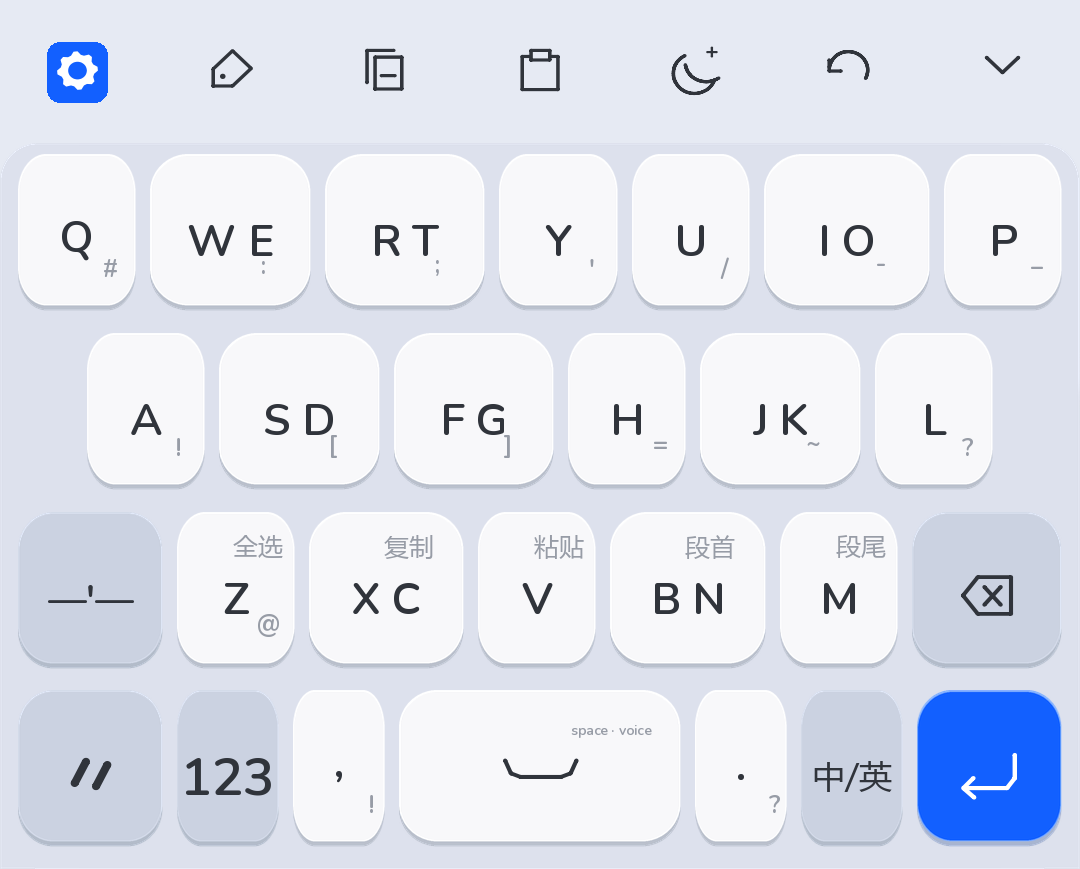 Q # W E : R T ; Y ' U / I O - P _
A ! S D [ F G ] H = J K ~ L ?
全选 复制 粘贴 段首 段尾
—'— Z @ X C V B N M
space · voice
// 123 , ! . ? 中/英